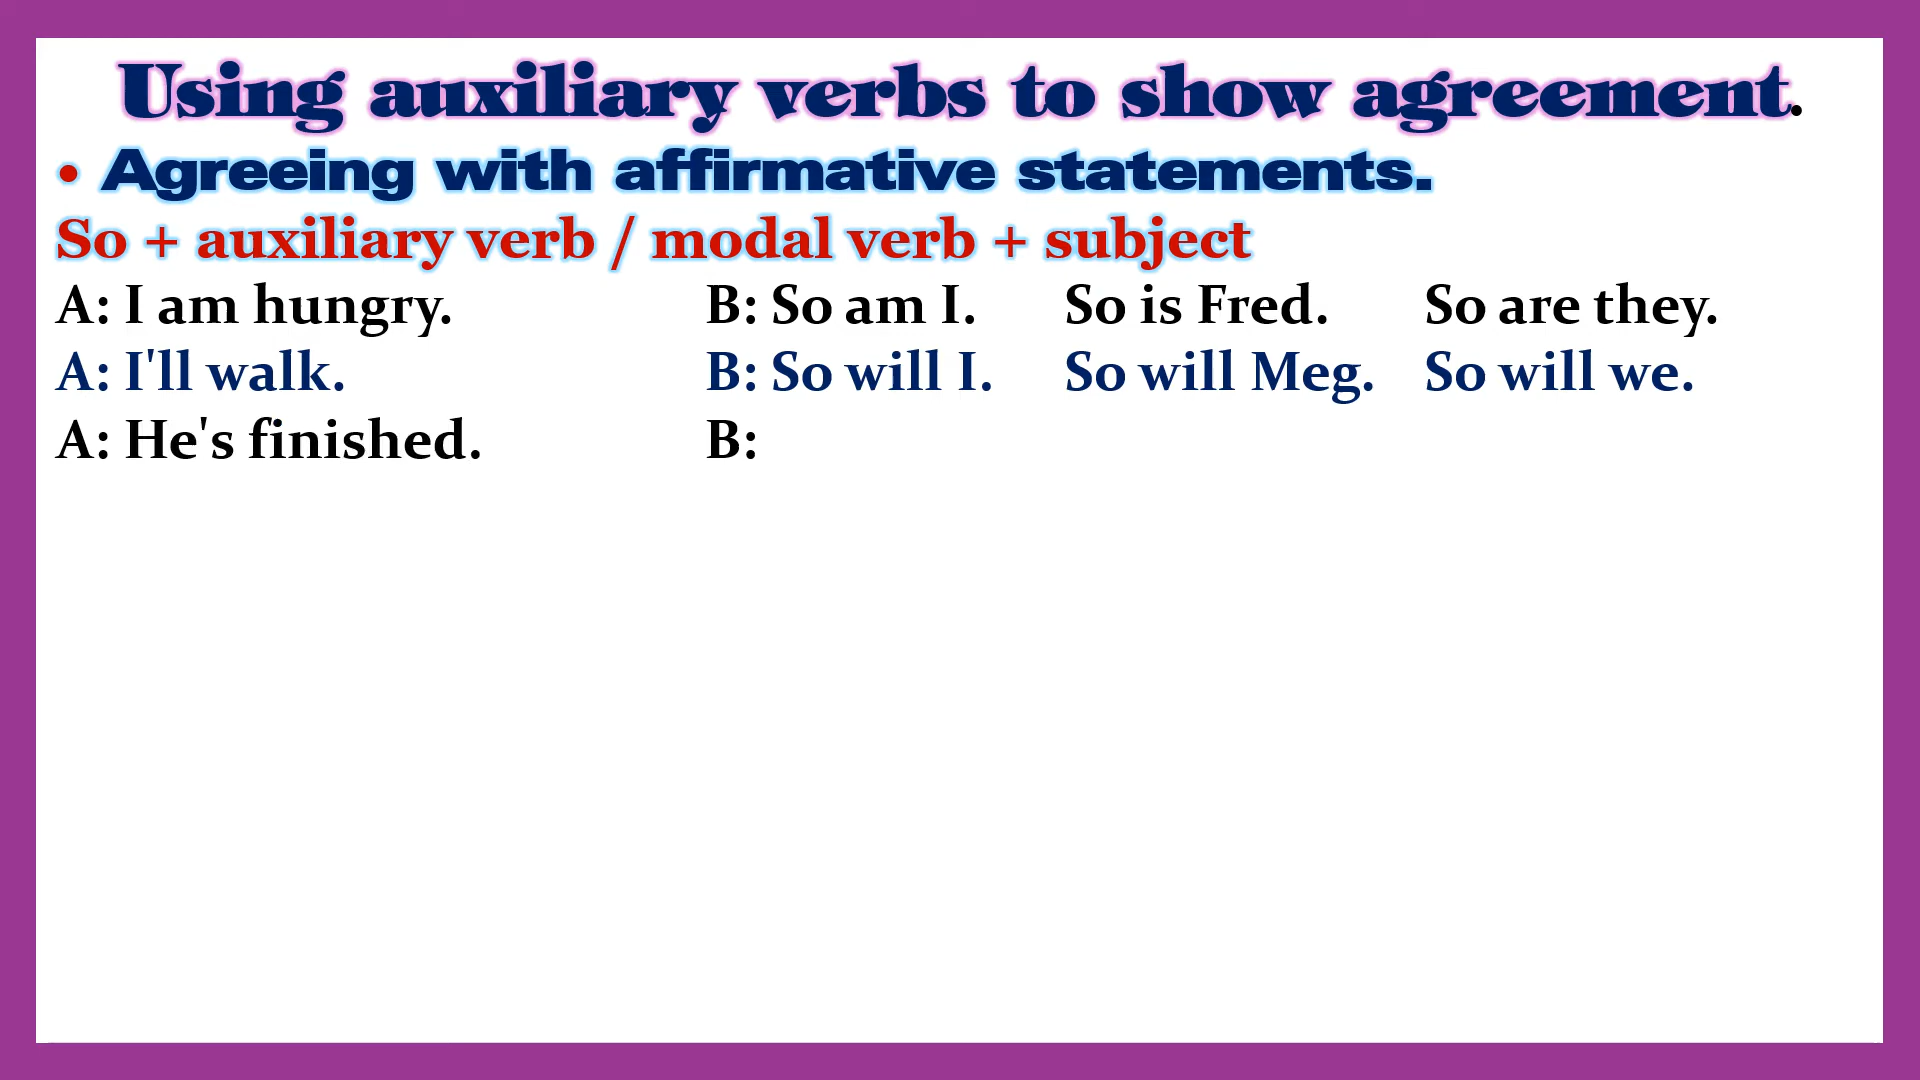 Using auxiliary verbs to show agreement.
• Agreeing with affirmative statements.
So + auxiliary verb / modal verb + subject
A: I am hungry. B: So am I. So is Fred. So are they.
A: I'll walk. B: So will I. So will Meg. So will we.
A: He's finished. B: